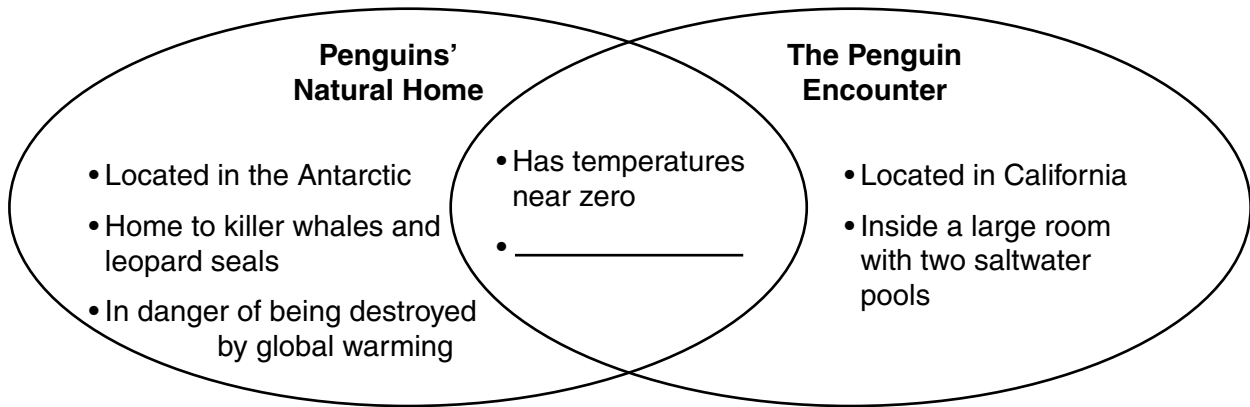 Penguins’
Natural Home
• Located in the Antarctic
• Home to killer whales and
leopard seals
• In danger of being destroyed
by global warming
• Has temperatures
near zero
• ________________
The Penguin
Encounter
• Located in California
• Inside a large room
with two saltwater
pools